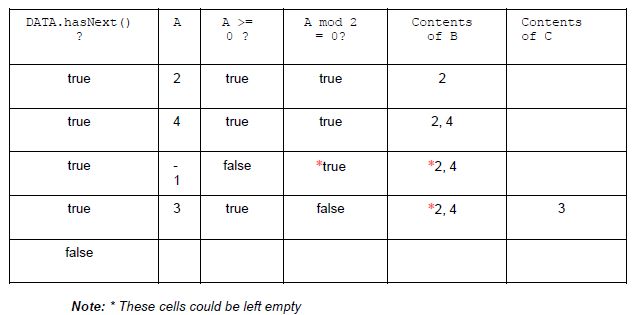 DATA.hasNext() A A >= A mod 2 Contents Contents
? 0 ? = 0? of B of C
true 2 true true 2
true 4 true true 2, 4
true - false *true *2, 4
1
true 3 true false *2, 4 3
false
Note: * These cells could be left empty